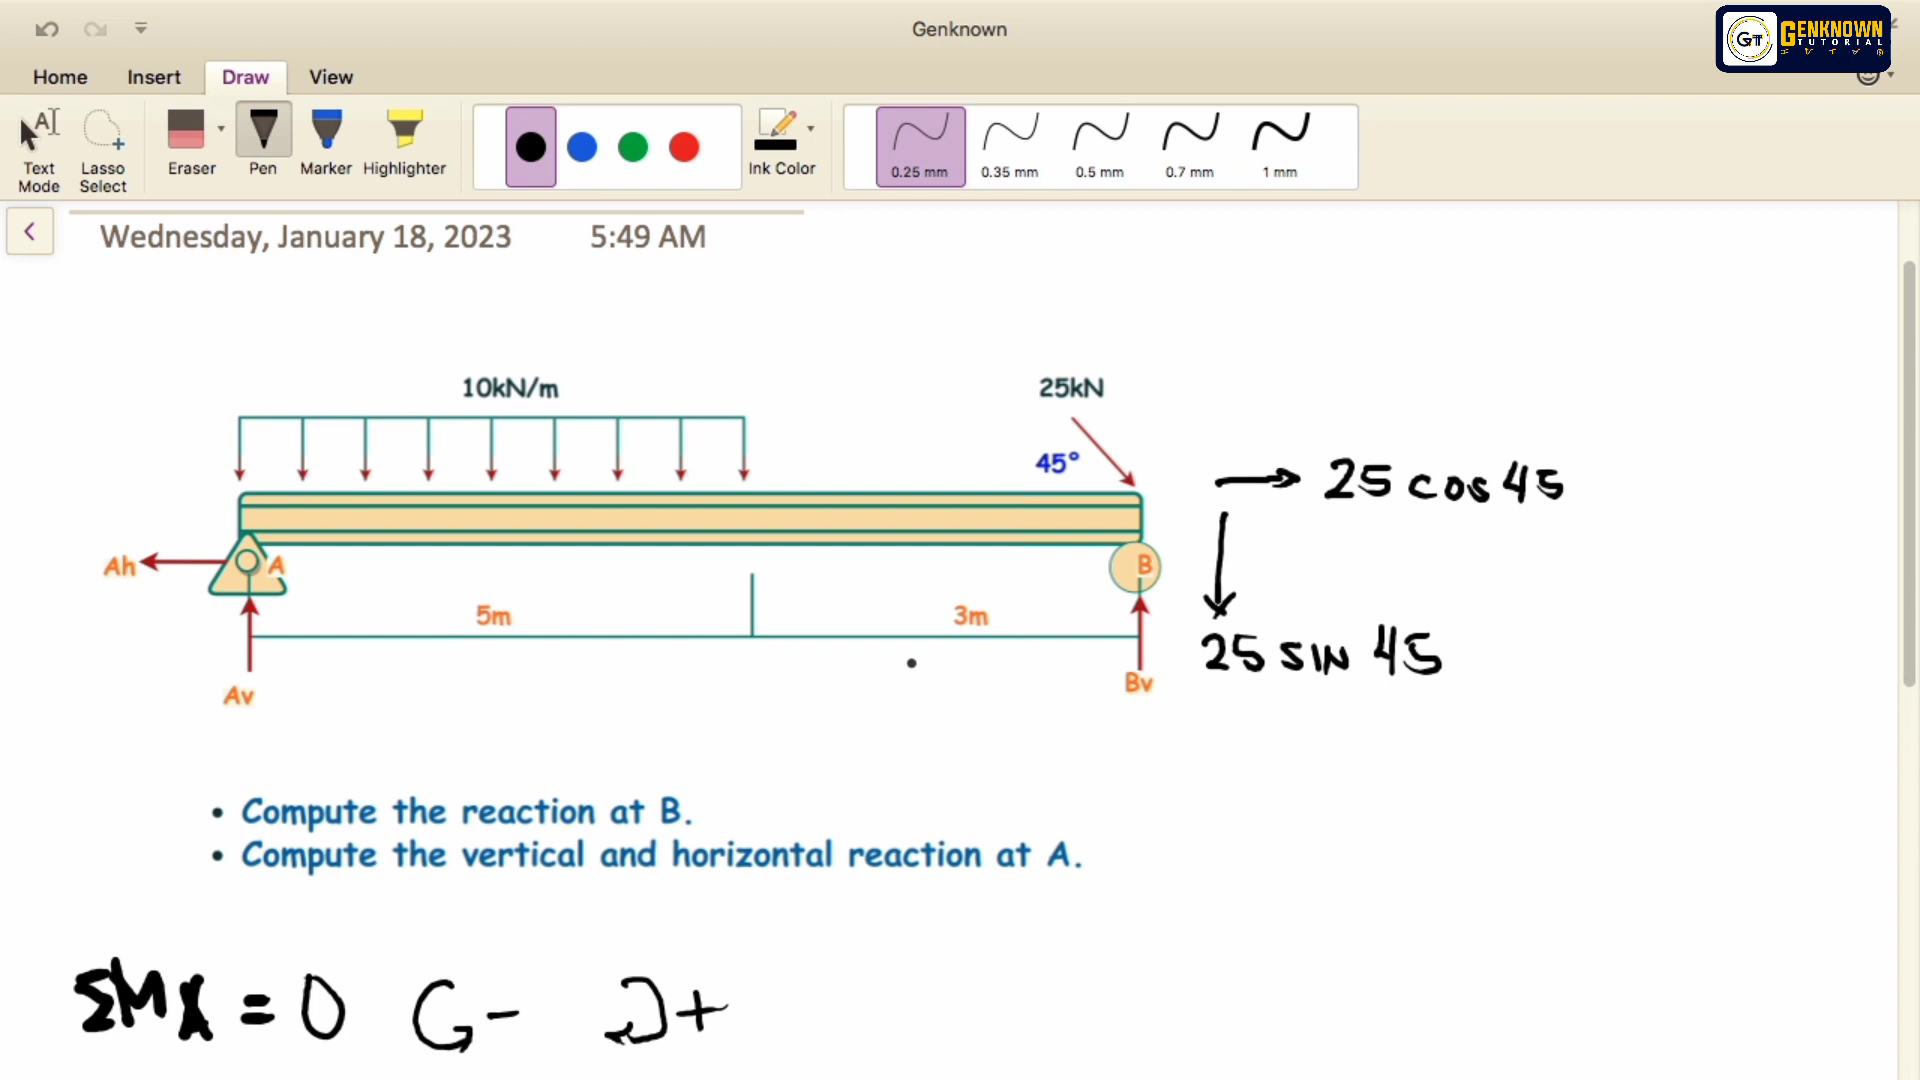 Genknown
GT GENKNOWN
TUTORIAL
Home Insert Draw View
Text Mode
Lasso Select
Eraser
Pen
Marker
Highlighter
Ink Color
0.25 mm
0.35 mm
0.5 mm
0.7 mm
1 mm
Wednesday, January 18, 2023 5:49 AM
10kN/m
25kN
45°
25 cos 45
Ah
A
B
5m
3m
25 SIN 45
Av
Bv
• Compute the reaction at B.
• Compute the vertical and horizontal reaction at A.
ΣMA = 0 - +